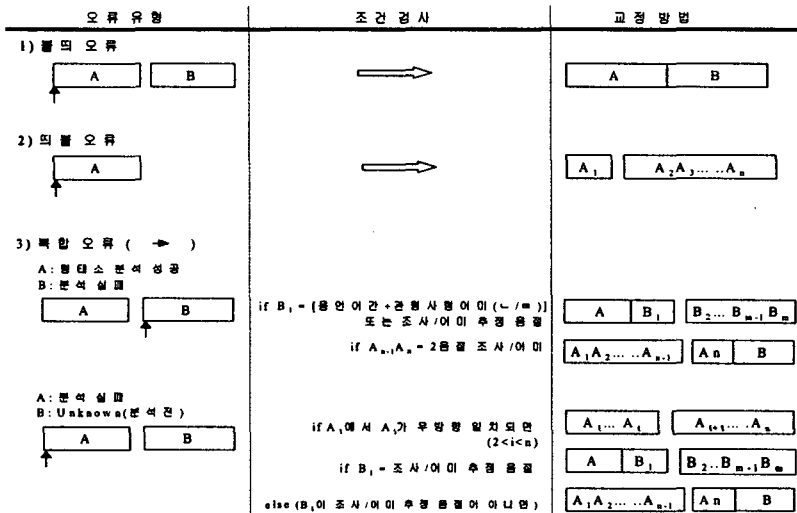 오 류 유 형 조 건 검 사 교 정 방 법
1) 붙 띄 오 류
A B A B
2) 띄 붙 오 류
A A₁ A₂A₃... ..Aₙ
3) 복 합 오 류 ( → )
A : 형 태 소 분 석 성 공
B : 분 석 실 패
A B if B₁ = [용 언 어 간 + 관 형 사 형 어 미 (ㄴ /ㄹ )] A B₁ B₂... Bₘ₋₁ Bₘ
또 는 조 사 /어 미 추 정 음 절
if Aₙ₋₁Aₙ = 2음 절 조 사 /어 미 A₁A₂... ...Aₙ₋₁ An B
A : 분 석 실 패
B : Unknown(분 석 전 )
A B if A₁에 서 Aᵢ가 우 방 향 일 치 되 면 Aₜ... Aₜ Aₜ₊ₜ... .Aₙ
(2<i<n)
if B₁ = 조 사 /어 미 추 정 음 절 A B₁ B₂..Bₘ₋₁Bₘ
else (B₁이 조 사 /어 미 추 정 음 절 이 아 니 면 ) A₁A₂... ...Aₙ₋₁ An B